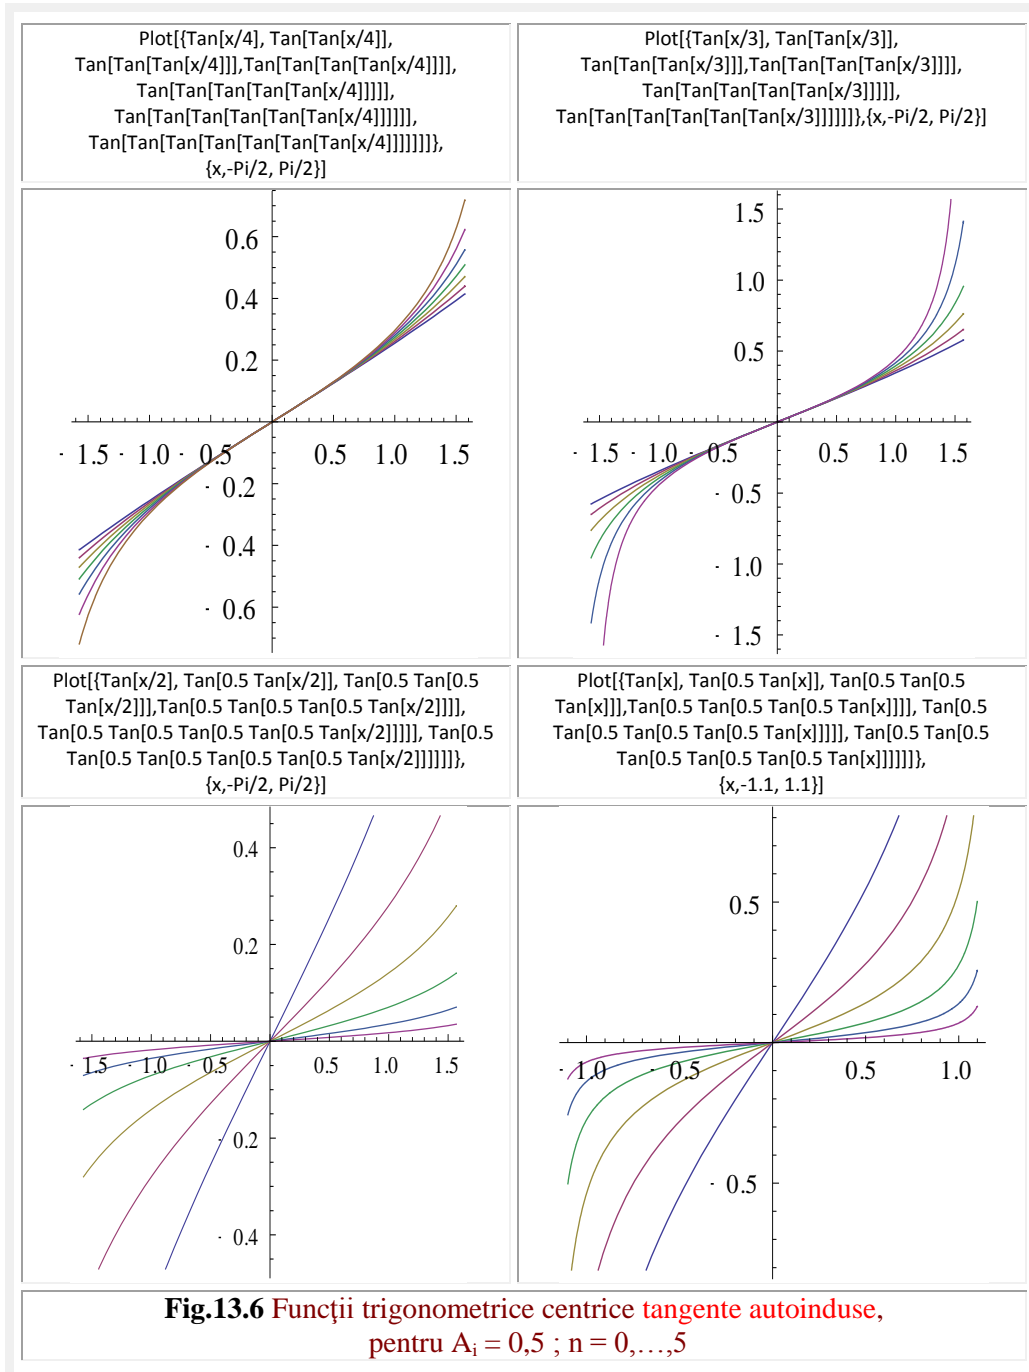 Plot[{Tan[x/4], Tan[Tan[x/4]],
Tan[Tan[Tan[x/4]]],Tan[Tan[Tan[Tan[x/4]]]],
Tan[Tan[Tan[Tan[Tan[x/4]]]]],
Tan[Tan[Tan[Tan[Tan[Tan[x/4]]]]]],
Tan[Tan[Tan[Tan[Tan[Tan[Tan[x/4]]]]]]]},
{x,-Pi/2, Pi/2}]
Plot[{Tan[x/3], Tan[Tan[x/3]],
Tan[Tan[Tan[x/3]]],Tan[Tan[Tan[Tan[x/3]]]],
Tan[Tan[Tan[Tan[Tan[x/3]]]]],
Tan[Tan[Tan[Tan[Tan[Tan[x/3]]]]]]},{x,-Pi/2, Pi/2}]
0.6
0.4
0.2
- 1.5 - 1.0 - 0.5 0.5 1.0 1.5
- 0.2
- 0.4
- 0.6
1.5
1.0
0.5
- 1.5 - 1.0 - 0.5 0.5 1.0 1.5
- 0.5
- 1.0
- 1.5
Plot[{Tan[x/2], Tan[0.5 Tan[x/2]], Tan[0.5 Tan[0.5
Tan[x/2]]],Tan[0.5 Tan[0.5 Tan[0.5 Tan[x/2]]]],
Tan[0.5 Tan[0.5 Tan[0.5 Tan[0.5 Tan[x/2]]]]], Tan[0.5
Tan[0.5 Tan[0.5 Tan[0.5 Tan[0.5 Tan[x/2]]]]]]},
{x,-Pi/2, Pi/2}]
Plot[{Tan[x], Tan[0.5 Tan[x]], Tan[0.5 Tan[0.5
Tan[x]]],Tan[0.5 Tan[0.5 Tan[0.5 Tan[x]]]], Tan[0.5
Tan[0.5 Tan[0.5 Tan[0.5 Tan[x]]]]], Tan[0.5 Tan[0.5
Tan[0.5 Tan[0.5 Tan[0.5 Tan[x]]]]]]},
{x,-1.1, 1.1}]
0.4
0.2
- 1.5 - 1.0 - 0.5 0.5 1.0 1.5
- 0.2
- 0.4
0.5
- 1.0 - 0.5 0.5 1.0
- 0.5
Fig.13.6 Funcţii trigonometrice centrice tangente autoinduse,
pentru Ai = 0,5 ; n = 0,…,5